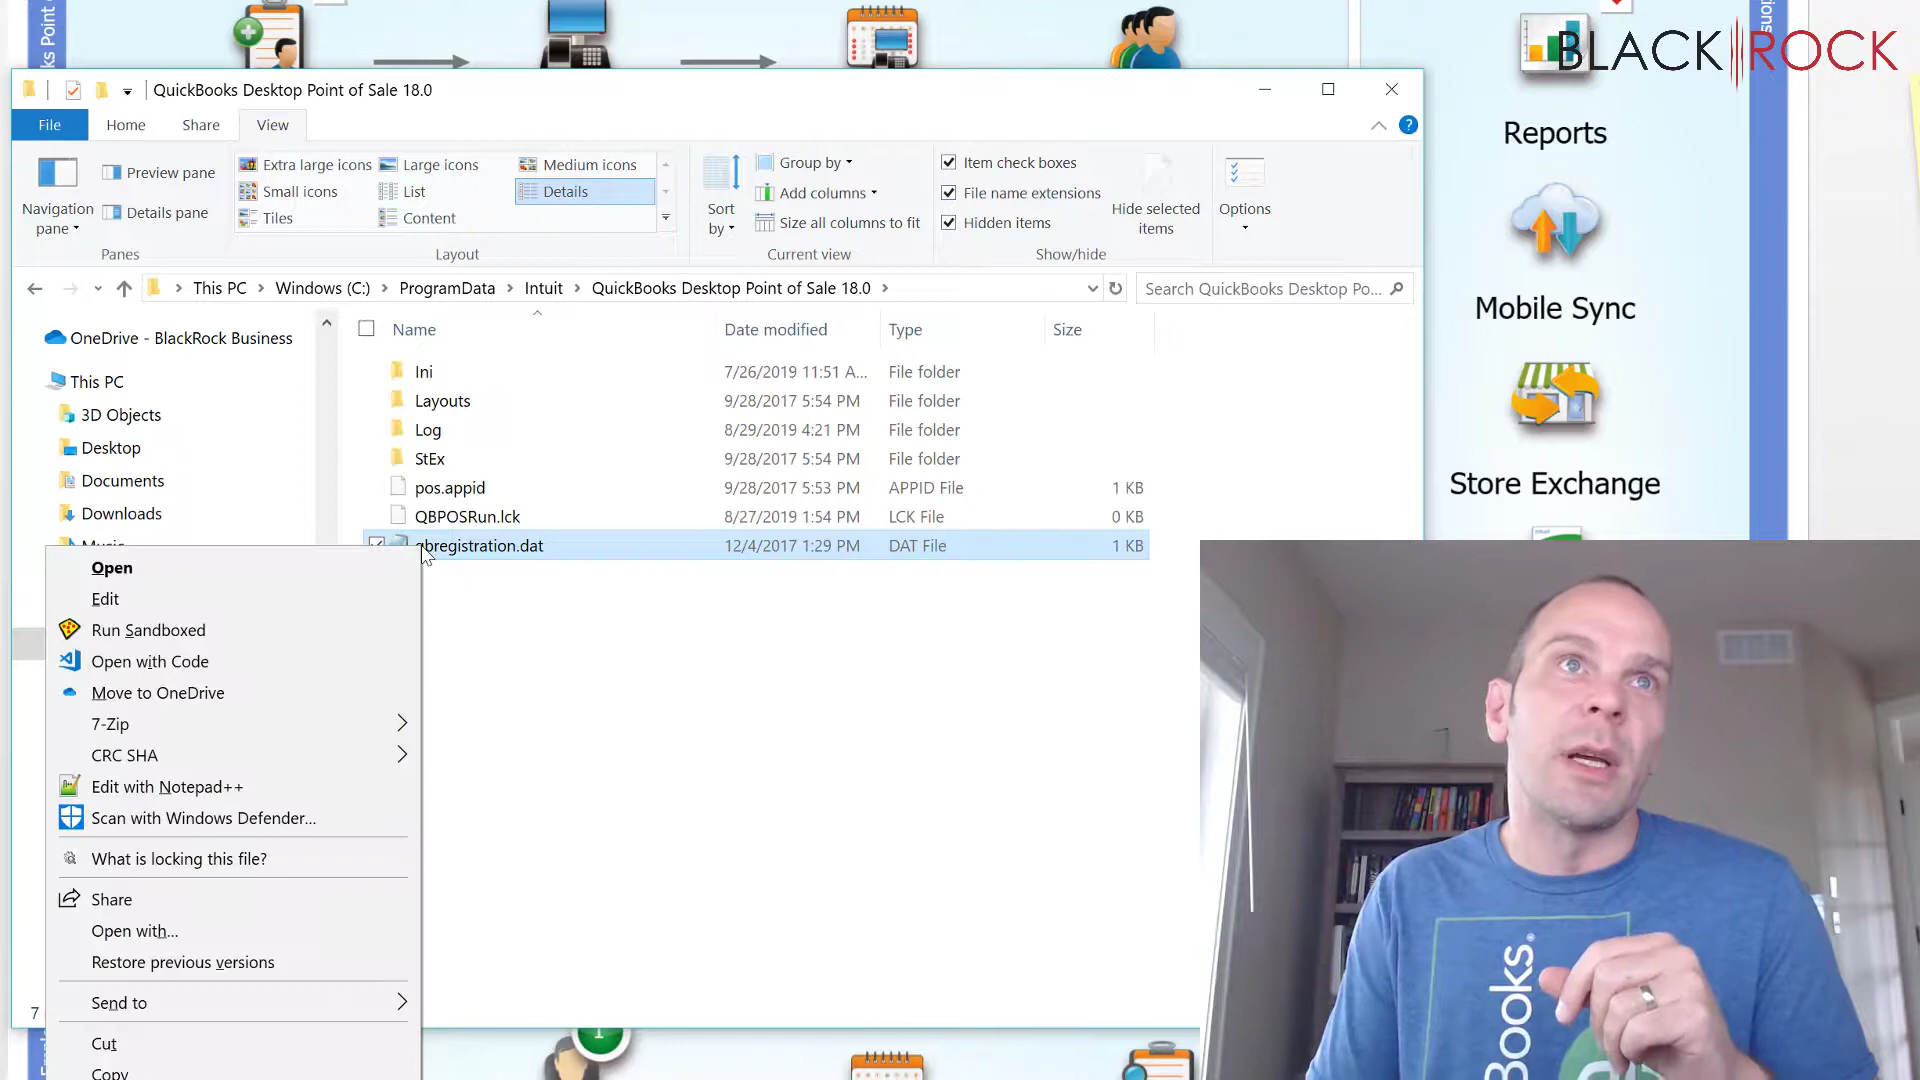 BLACK ROCK
QuickBooks Desktop Point of Sale 18.0
File Home Share View
Navigation pane
Preview pane
Details pane
Panes
Extra large icons Large icons Medium icons
Small icons List Details
Tiles Content
Layout
Sort by
Group by
Add columns
Size all columns to fit
Current view
Item check boxes
File name extensions
Hidden items
Hide selected items
Show/hide
Options
This PC Windows (C:) ProgramData Intuit QuickBooks Desktop Point of Sale 18.0
Search QuickBooks Desktop Po...
OneDrive - BlackRock Business
This PC
3D Objects
Desktop
Documents
Downloads
Name Date modified Type Size
Ini 7/26/2019 11:51 A... File folder
Layouts 9/28/2017 5:54 PM File folder
Log 8/29/2019 4:21 PM File folder
StEx 9/28/2017 5:54 PM File folder
pos.appid 9/28/2017 5:53 PM APPID File 1 KB
QBPOSRun.lck 8/27/2019 1:54 PM LCK File 0 KB
qbregistration.dat 12/4/2017 1:29 PM DAT File 1 KB
7
Open
Edit
Run Sandboxed
Open with Code
Move to OneDrive
7-Zip
CRC SHA
Edit with Notepad++
Scan with Windows Defender...
What is locking this file?
Share
Open with...
Restore previous versions
Send to
Cut
Copy
Reports
Mobile Sync
Store Exchange
Books